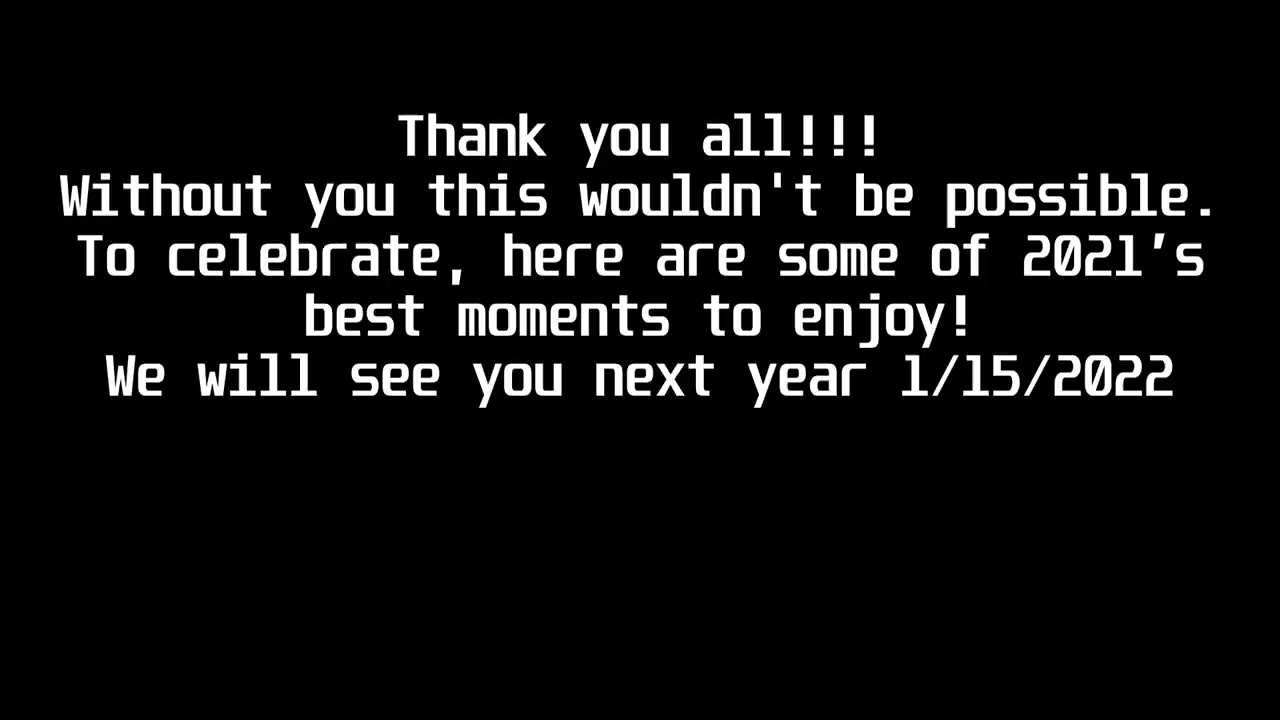 Thank you all!!!
Without you this wouldn't be possible.
To celebrate, here are some of 2021’s
best moments to enjoy!
We will see you next year 1/15/2022